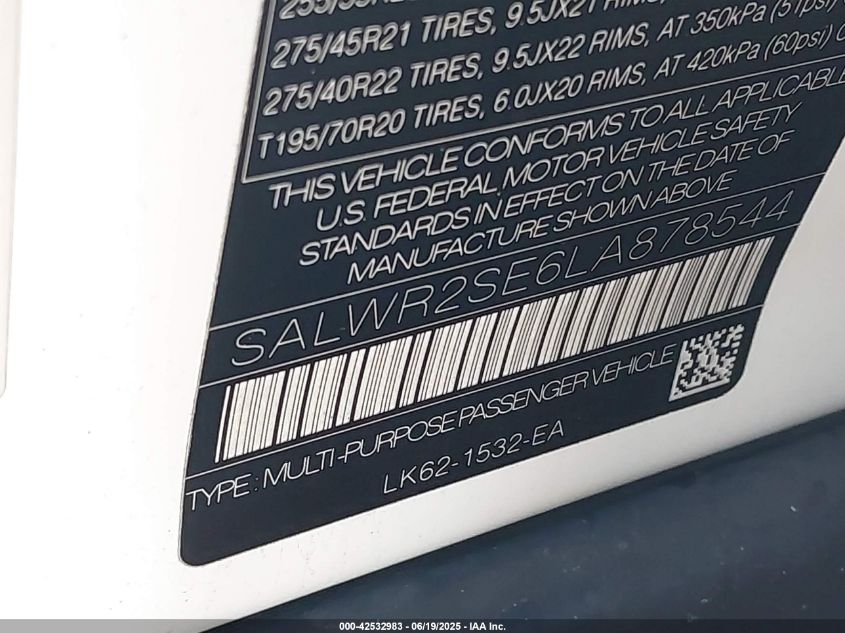 275/45R21 TIRES, 9.5JX21 RIMS,
275/40R22 TIRES, 9.5JX22 RIMS, AT 350kPa (51psi)
T195/70R20 TIRES, 6.0JX20 RIMS, AT 420kPa (60psi)
THIS VEHICLE CONFORMS TO ALL APPLICABLE
U.S. FEDERAL MOTOR VEHICLE SAFETY
STANDARDS IN EFFECT ON THE DATE OF
MANUFACTURE SHOWN ABOVE
SALWR2SE6LA878544
TYPE: MULTI-PURPOSE PASSENGER VEHICLE
LK62-1532-EA
000-42532983 - 06/19/2025 - IAA Inc.